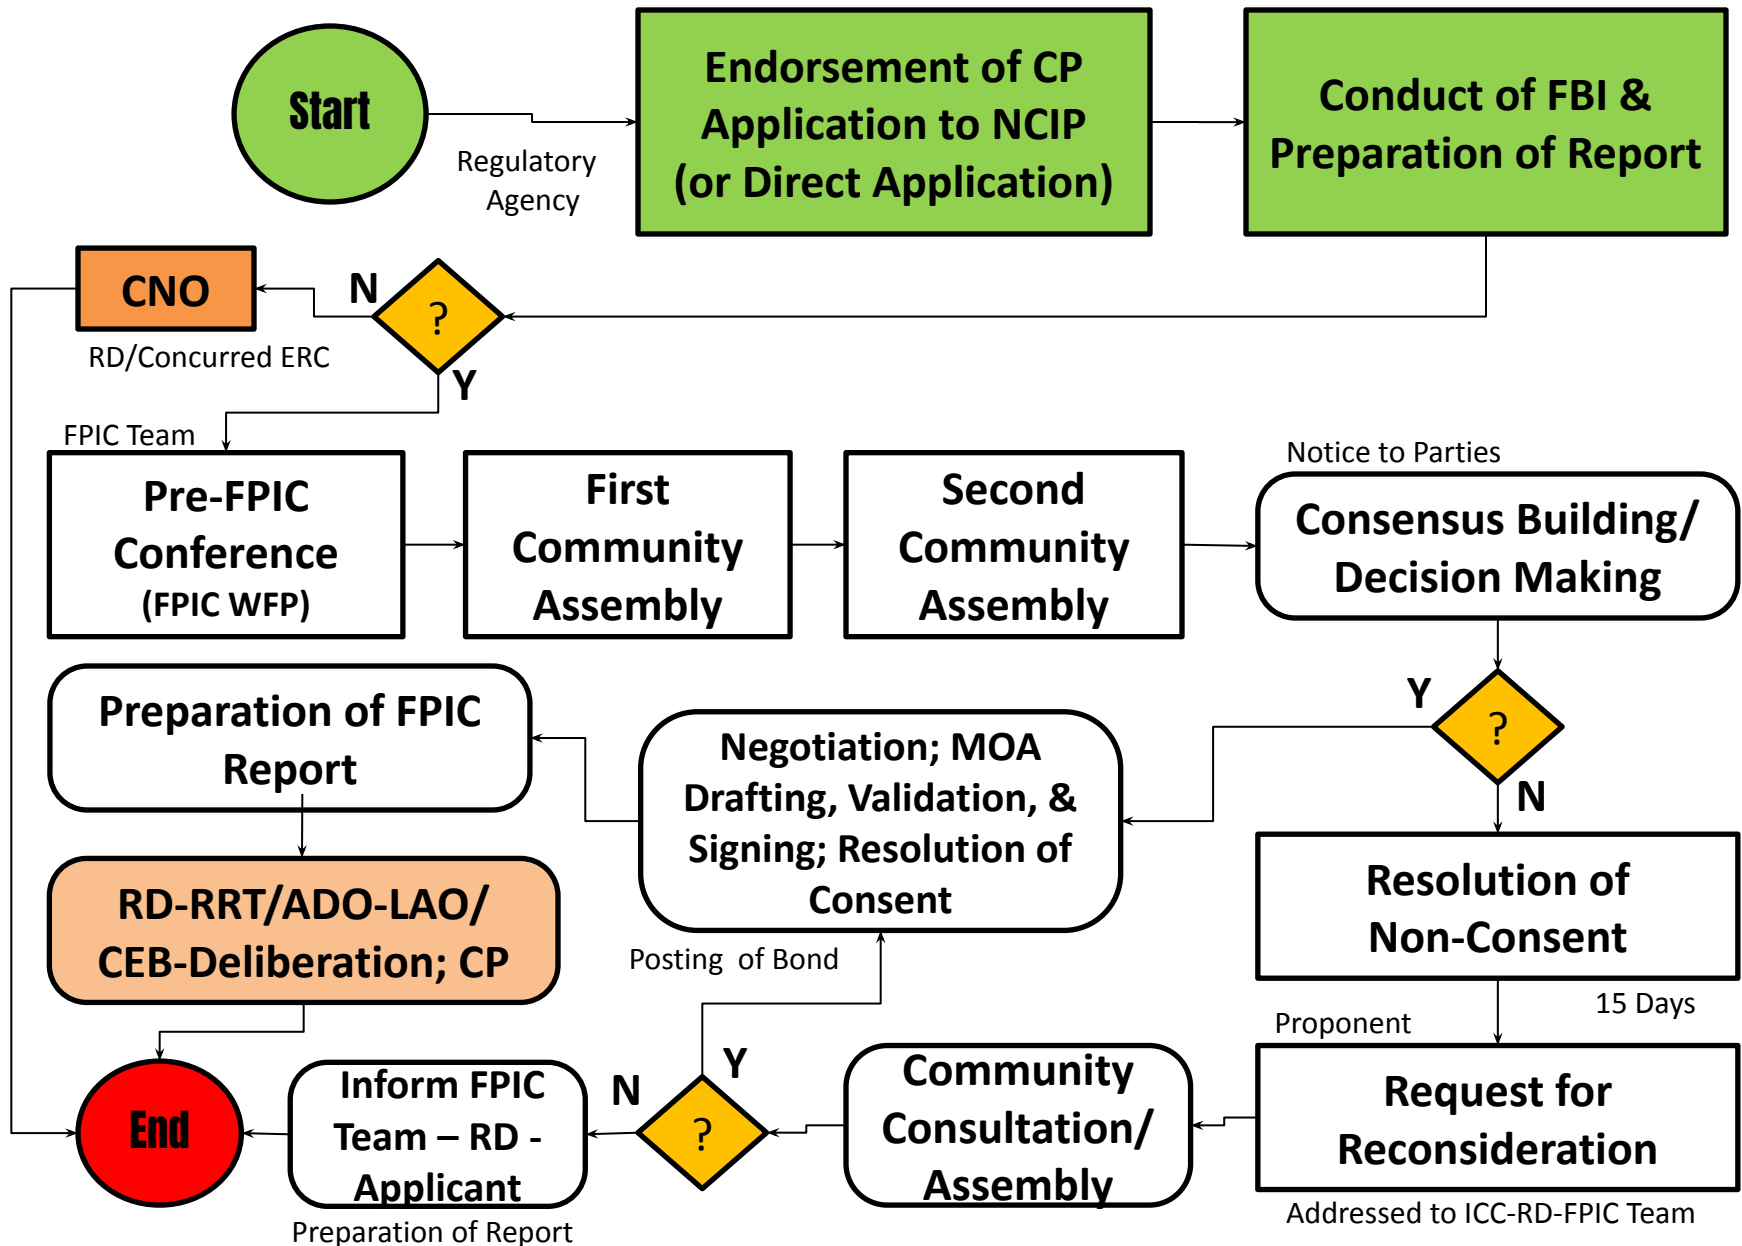 Start
Regulatory
Agency
Endorsement of CP
Application to NCIP
(or Direct Application)
Conduct of FBI &
Preparation of Report
CNO
N
?
RD/Concurred ERC
Y
FPIC Team
Pre-FPIC
Conference
(FPIC WFP)
First
Community
Assembly
Second
Community
Assembly
Notice to Parties
Consensus Building/
Decision Making
Y
?
N
Preparation of FPIC
Report
Negotiation; MOA
Drafting, Validation, &
Signing; Resolution of
Consent
Resolution of
Non-Consent
RD-RRT/ADO-LAO/
CEB-Deliberation; CP
Posting of Bond
15 Days
Proponent
End
Inform FPIC
Team – RD -
Applicant
Preparation of Report
N
?
Y
Community
Consultation/
Assembly
Request for
Reconsideration
Addressed to ICC-RD-FPIC Team